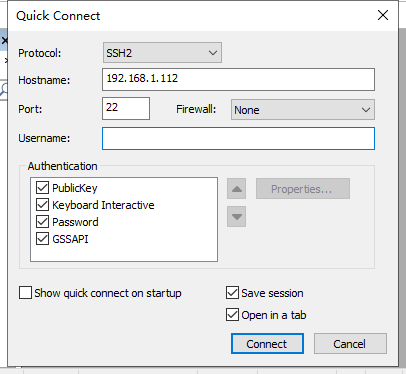 Quick Connect
Protocol: SSH2
Hostname: 192.168.1.112
Port: 22 Firewall: None
Username:
Authentication
PublicKey
Keyboard Interactive
Password
GSSAPI
Properties...
Show quick connect on startup
Save session
Open in a tab
Connect Cancel